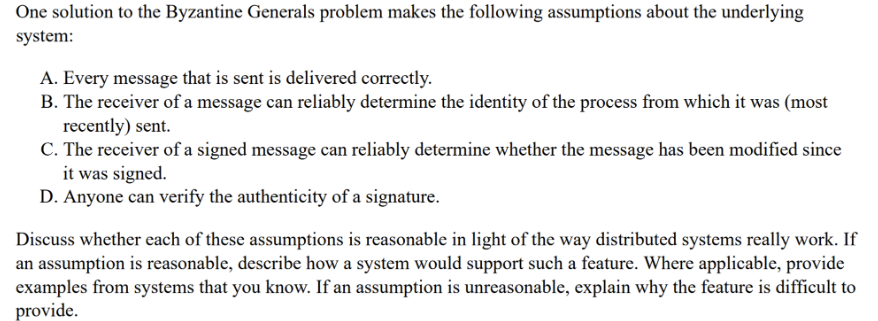 One solution to the Byzantine Generals problem makes the following assumptions about the underlying
system:
A. Every message that is sent is delivered correctly.
B. The receiver of a message can reliably determine the identity of the process from which it was (most
recently) sent.
C. The receiver of a signed message can reliably determine whether the message has been modified since
it was signed.
D. Anyone can verify the authenticity of a signature.
Discuss whether each of these assumptions is reasonable in light of the way distributed systems really work. If
an assumption is reasonable, describe how a system would support such a feature. Where applicable, provide
examples from systems that you know. If an assumption is unreasonable, explain why the feature is difficult to
provide.